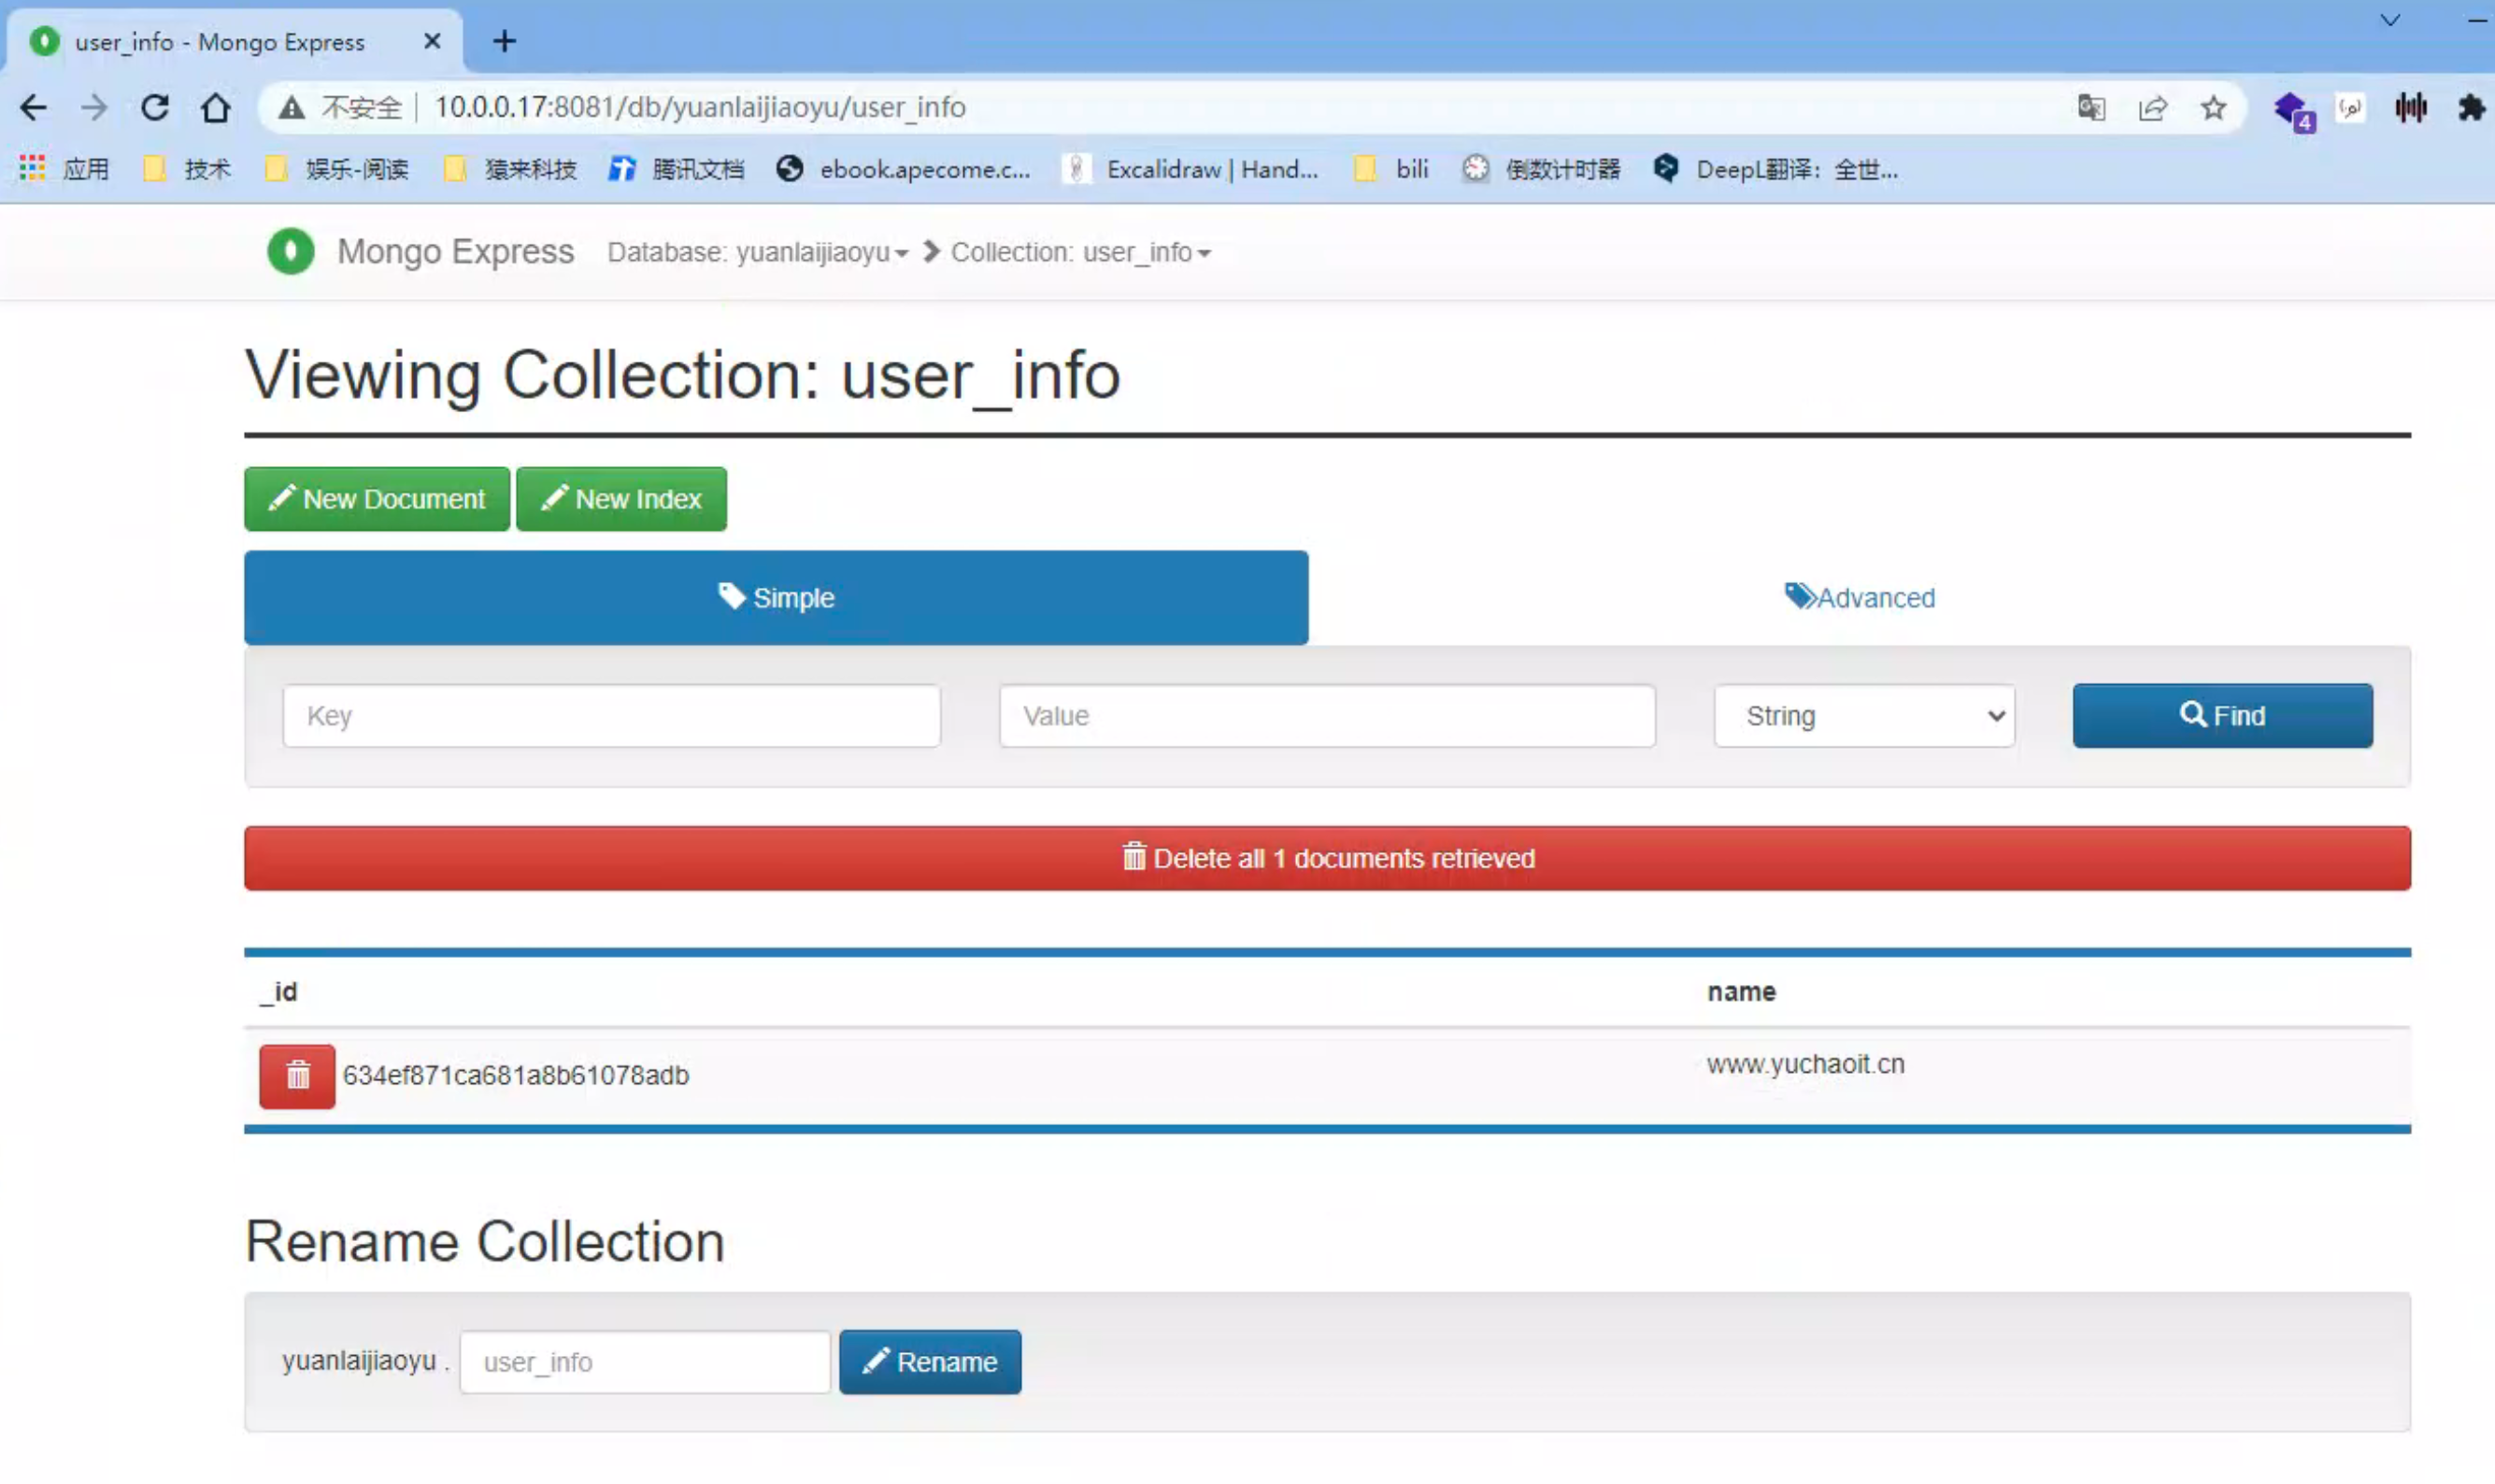 user_info - Mongo Express
不安全 10.0.0.17:8081/db/yuanlaijiaoyu/user_info
4
应用 技术 娱乐-阅读 猿来科技 腾讯文档 ebook.apecome.c... Excalidraw | Hand... bili 倒数计时器 DeepL翻译：全世...
Mongo Express Database: yuanlaijiaoyu Collection: user_info
Viewing Collection: user_info
New Document New Index
Simple Advanced
Key Value String Find
Delete all 1 documents retrieved
_id name
634ef871ca681a8b61078adb www.yuchaoit.cn
Rename Collection
yuanlaijiaoyu . user_info Rename